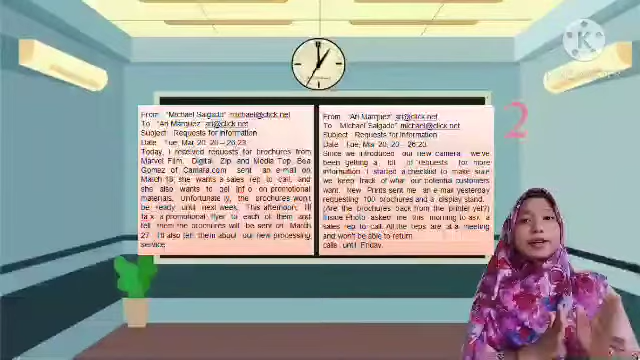 K
KINEMASTER
2
From "Michael Salgado" michael@click.net
To "Ari Marquez" ari@click.net
Subject Requests for Information
Date Tue, Mar 20, 20 – 26:23
Today, I received requests for brochures from
Marvel Film, Digital Zip, and Media Top. Bea
Gomez of Camara.com sent an e-mail on
March 18, she wants a sales rep to call, and
she also wants to get inf o on promotional
materials. Unfortunately, the brochures won't
be ready until next week. This afternoon, I'll
fax a promotional flyer to each of them and
tell them the brochures will be sent on March
27. I'll also tell them about our new processing
service
From "Ari Marquez" ari@click.net
To Michael Salgado" michael@click.net
Subject Requests for Information
Date Tue, Mar 20, 20 – 26:23
Since we introduced our new camera we've
been getting a lot of requests for more
information. I started a checklist to make sure
we keep track of what our potential customers
want. New Prints sent me an e-mail yesterday
requesting 100 brochures and a display stand.
(Are the brochures back from the printer yet?)
Inside Photo asked me this morning to ask a
sales rep to call. All the reps are at a meeting
and won't be able to return
calls until Friday.